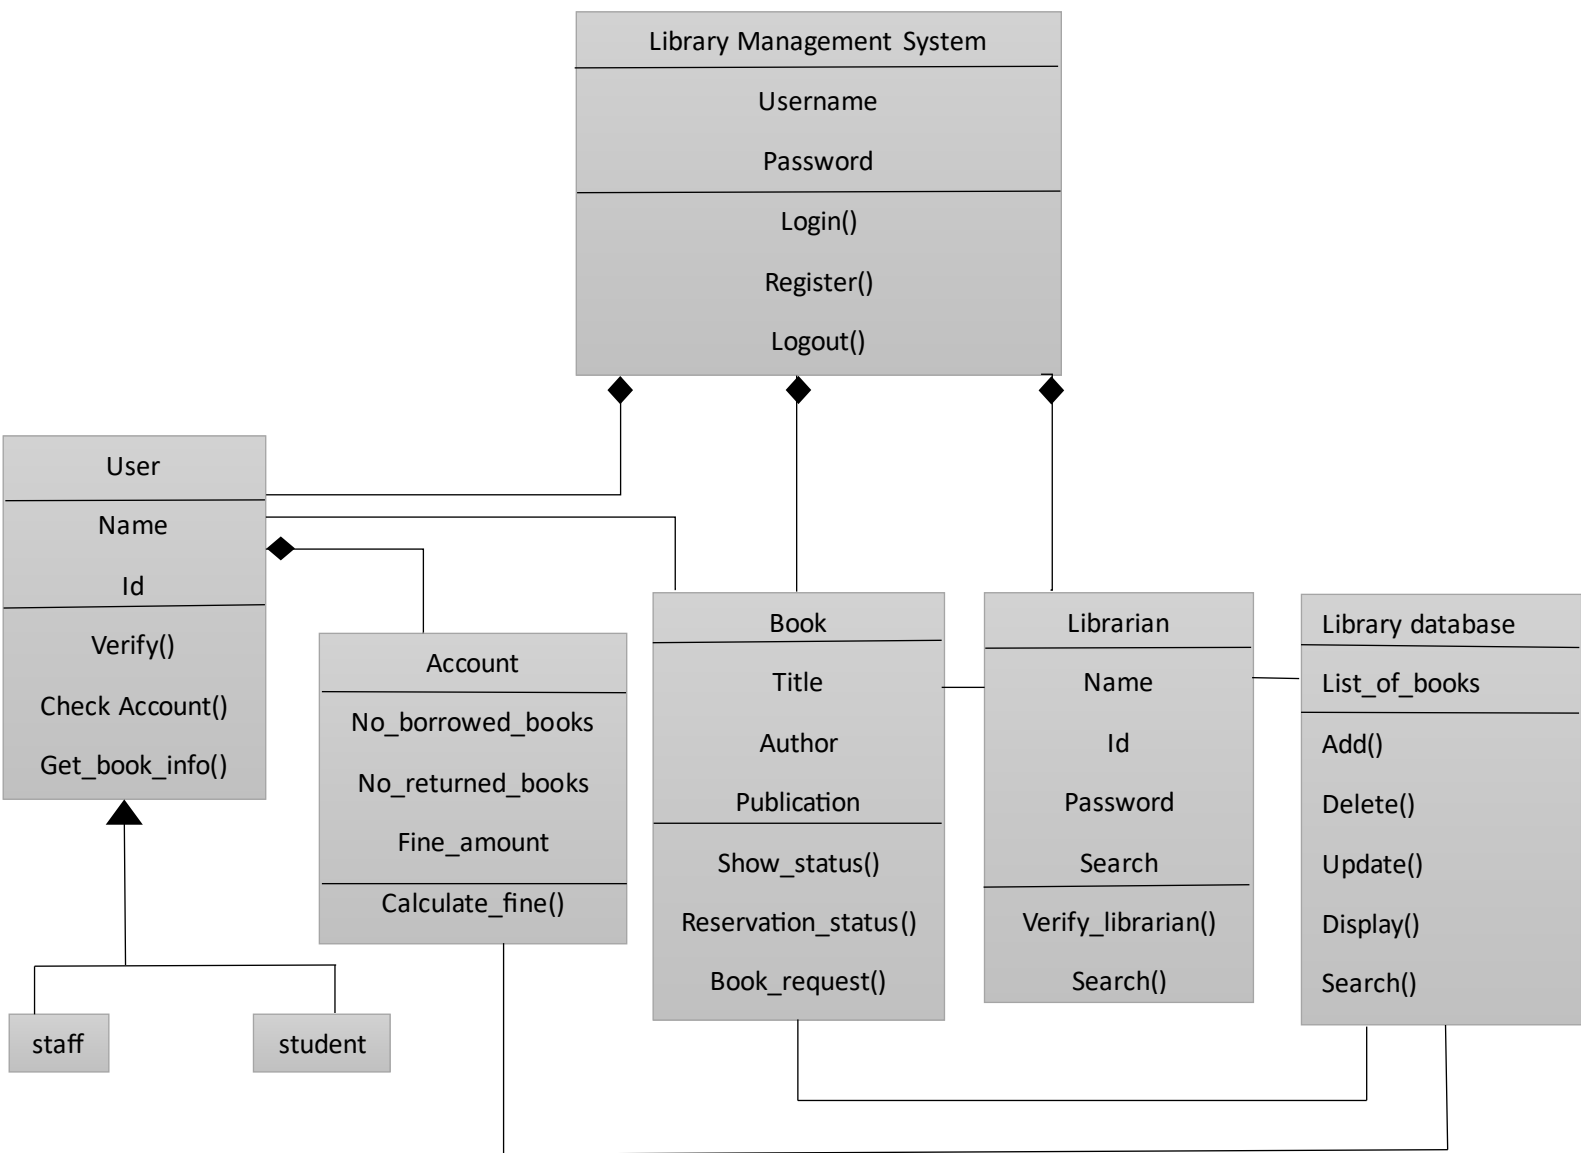 Library Management System
Username
Password
Login()
Register()
Logout()
User
Name
Id
Verify()
Check Account()
Get_book_info()
Account
No_borrowed_books
No_returned_books
Fine_amount
Calculate_fine()
Book
Title
Author
Publication
Show_status()
Reservation_status()
Book_request()
Librarian
Name
Id
Password
Search
Verify_librarian()
Search()
Library database
List_of_books
Add()
Delete()
Update()
Display()
Search()
staff
student